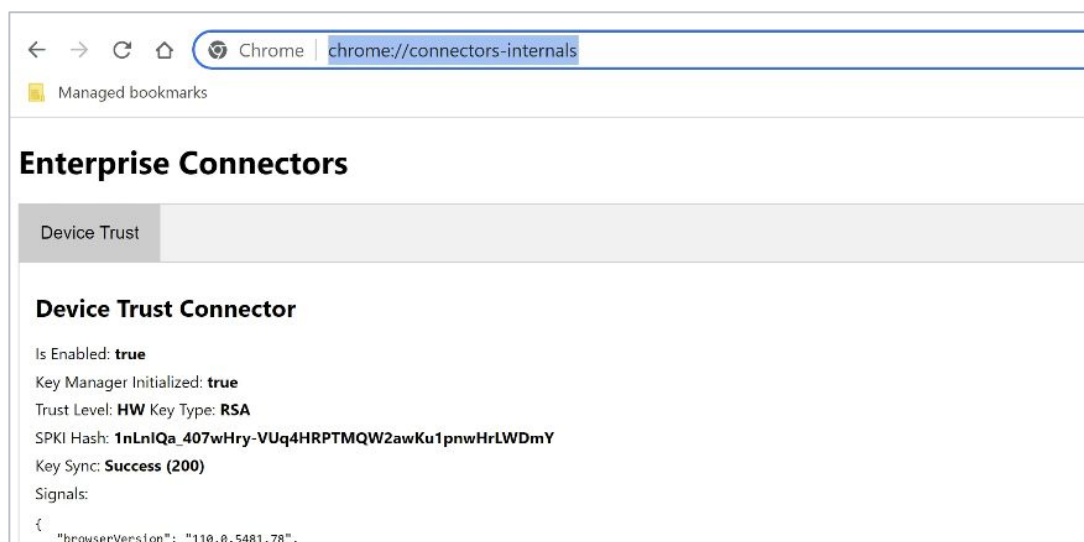 Chrome chrome://connectors-internals
Managed bookmarks
Enterprise Connectors
Device Trust
Device Trust Connector
Is Enabled: true
Key Manager Initialized: true
Trust Level: HW Key Type: RSA
SPKI Hash: 1nLnIQa_407wHry-VUq4HRPTMQW2awKu1pnwHrLWDmY
Key Sync: Success (200)
Signals:
{
"browserVersion": "110.0.5481.78",